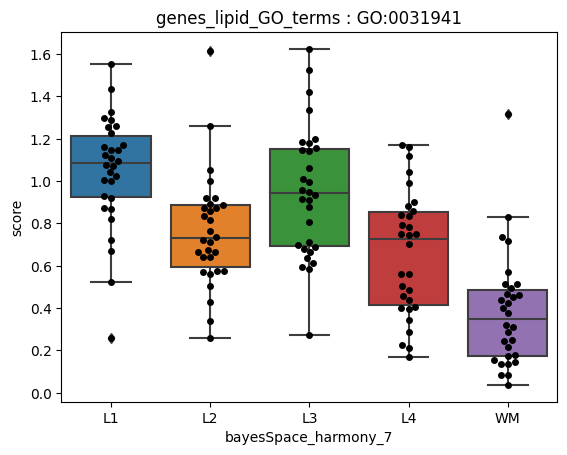 genes_lipid_GO_terms : GO:0031941
score
1.6
1.4
1.2
1.0
0.8
0.6
0.4
0.2
0.0
L1 L2 L3 L4 WM
bayesSpace_harmony_7